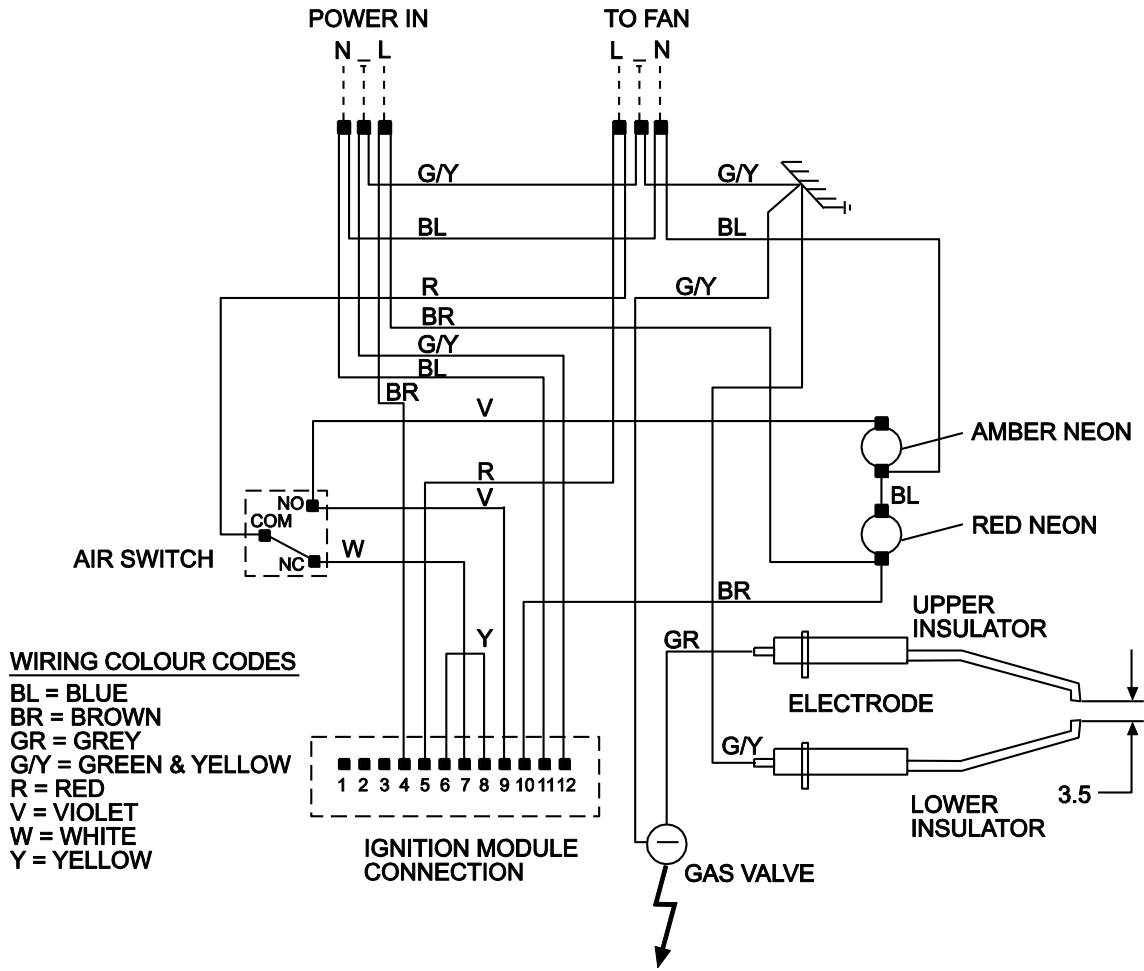 POWER IN
TO FAN
N L
L N
G/Y
G/Y
BL
BL
R
G/Y
BR
G/Y
BL
BR
V
AMBER NEON
R
BL
V
NO
COM
NC
RED NEON
AIR SWITCH
W
BR
UPPER
INSULATOR
Y
GR
WIRING COLOUR CODES
BL = BLUE
BR = BROWN
GR = GREY
G/Y = GREEN & YELLOW
R = RED
V = VIOLET
W = WHITE
Y = YELLOW
ELECTRODE
G/Y
1 2 3 4 5 6 7 8 9 10 11 12
3.5
LOWER
INSULATOR
IGNITION MODULE
CONNECTION
GAS VALVE